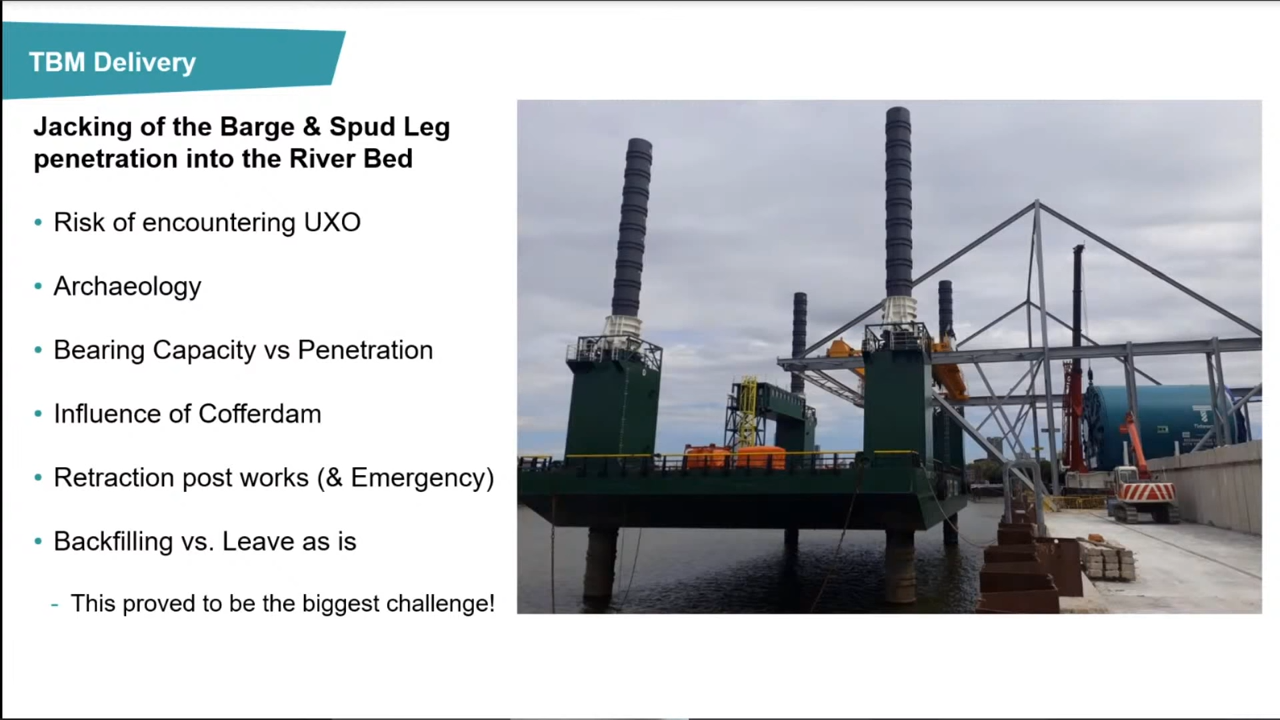 TBM Delivery
Jacking of the Barge & Spud Leg
penetration into the River Bed
• Risk of encountering UXO
• Archaeology
• Bearing Capacity vs Penetration
• Influence of Cofferdam
• Retraction post works (& Emergency)
• Backfilling vs. Leave as is
- This proved to be the biggest challenge!